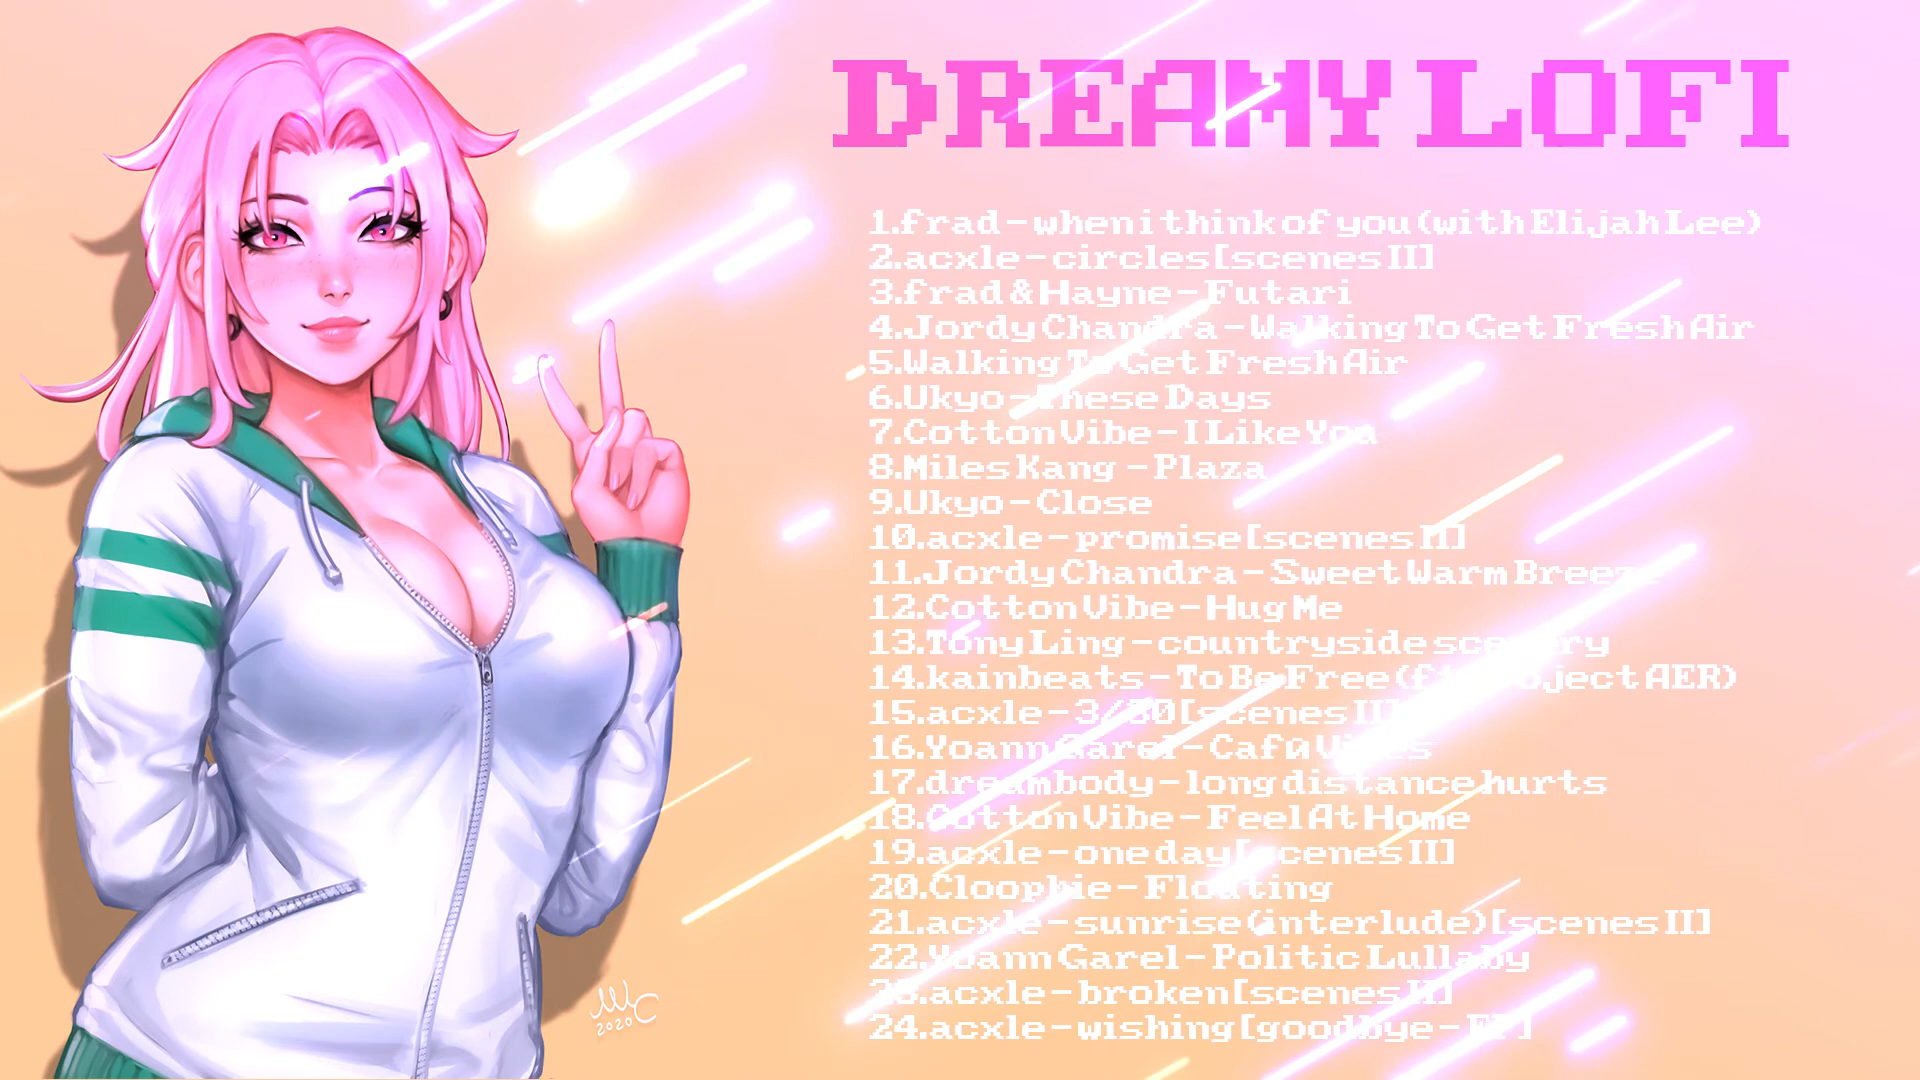 DREAMY LOFI
1.frad - when i think of you (with Elijah Lee)
2.acxle - circles [scenes II]
3.frad & Hayne - Futari
4.Jordy Chandra - Walking To Get Fresh Air
5.Walking To Get Fresh Air
6.Ukyo - These Days
7.Cotton Vibe - I Like You
8.Miles Kang - Plaza
9.Ukyo - Close
10.acxle - promise [scenes II]
11.Jordy Chandra - Sweet Warm Breeze
12.Cotton Vibe - Hug Me
13.Tony Ling - countryside scenery
14.kainbeats - To Be Free (ft. Project AER)
15.acxle - 3/30 [scenes II]
16.Yoann Garel - Vibes
17.dreambody - long distance hurts
18.Cotton Vibe - Feel At Home
19.acxle - one day [scenes II]
20.Cloophie - Floating
21.acxle - sunrise (interlude) [scenes II]
22.Yoann Garel - Politic Lullaby
23.acxle - broken [scenes II]
24.acxle - wishing [goodbye - EP]
2020